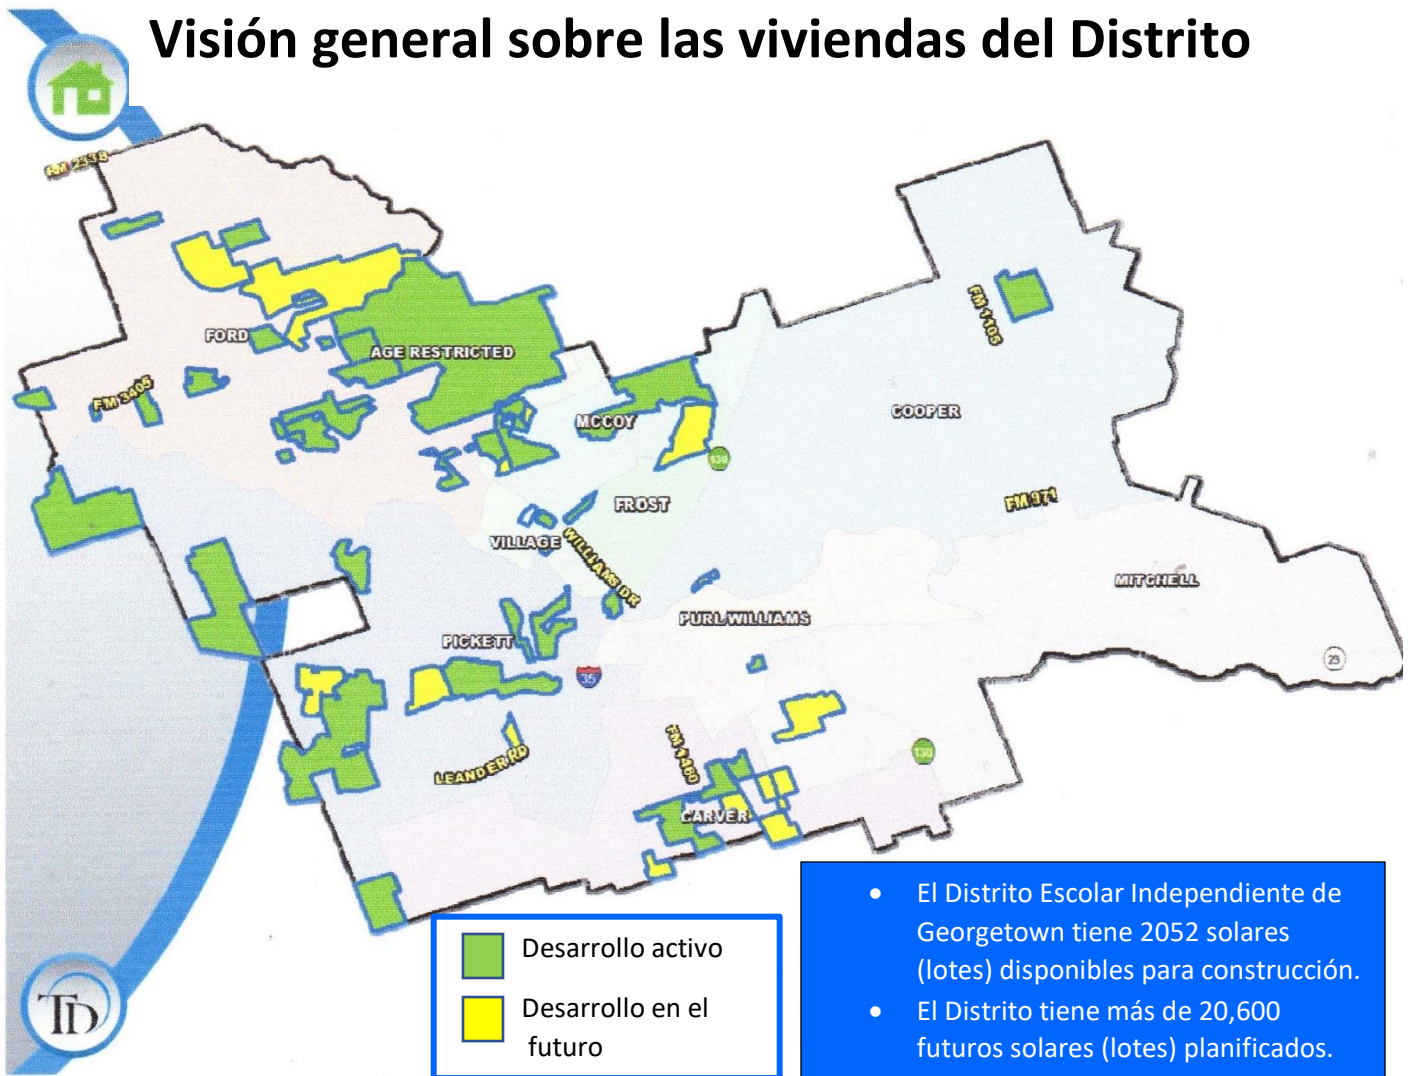 Visión general sobre las viviendas del Distrito
FM 2338
FORD
AGE RESTRICTED
FM 3405
FM 1105
MCCOY
COOPER
130
FM 971
FROST
VILLAGE
WILLIAMS DR
MITCHELL
PURL/WILLIAMS
PICKETT
35
29
LEANDER RD
FM 1460
130
CARVER
Desarrollo activo
Desarrollo en el
futuro
• El Distrito Escolar Independiente de
Georgetown tiene 2052 solares
(lotes) disponibles para construcción.
• El Distrito tiene más de 20,600
futuros solares (lotes) planificados.
TD